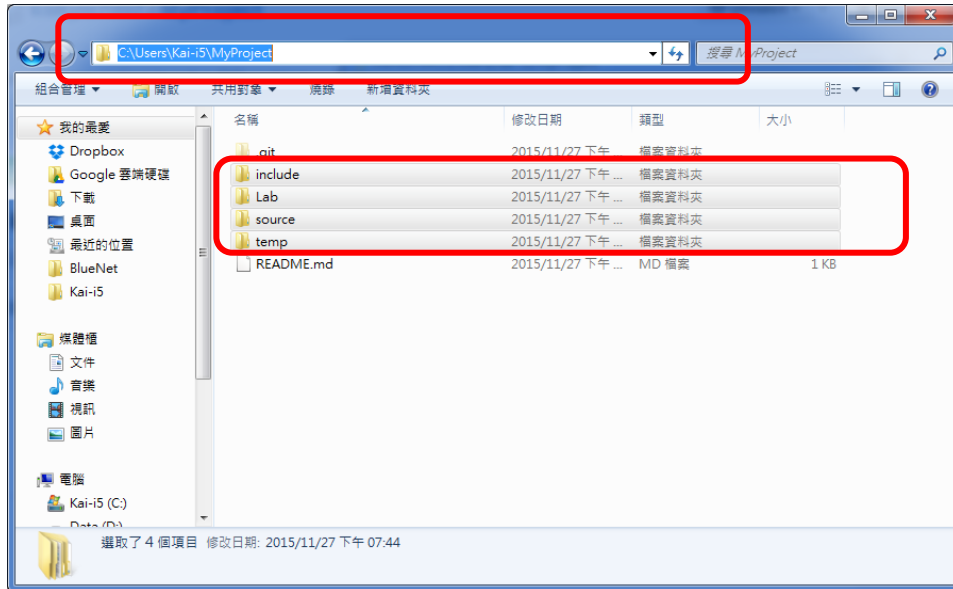 C:\Users\Kai-i5\MyProject
搜尋 MyProject
組合管理 開啟 共用對象 燒錄 新增資料夾
名稱 修改日期 類型 大小
我的最愛
Dropbox
Google 雲端硬碟
下載
桌面
最近的位置
BlueNet
Kai-i5
媒體櫃
文件
音樂
視訊
圖片
電腦
Kai-i5 (C:)
Data (D:)
.git 2015/11/27 下午 ... 檔案資料夾
include 2015/11/27 下午 ... 檔案資料夾
Lab 2015/11/27 下午 ... 檔案資料夾
source 2015/11/27 下午 ... 檔案資料夾
temp 2015/11/27 下午 ... 檔案資料夾
README.md 2015/11/27 下午 ... MD 檔案 1 KB
選取了 4 個項目 修改日期: 2015/11/27 下午 07:44